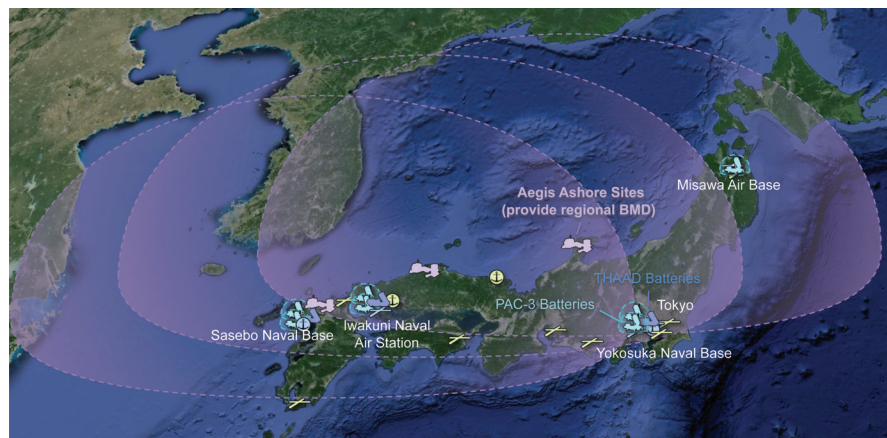 Misawa Air Base
Aegis Ashore Sites
(provide regional BMD)
THAAD Batteries
PAC-3 Batteries
Tokyo
Sasebo Naval Base
Iwakuni Naval
Air Station
Yokosuka Naval Base